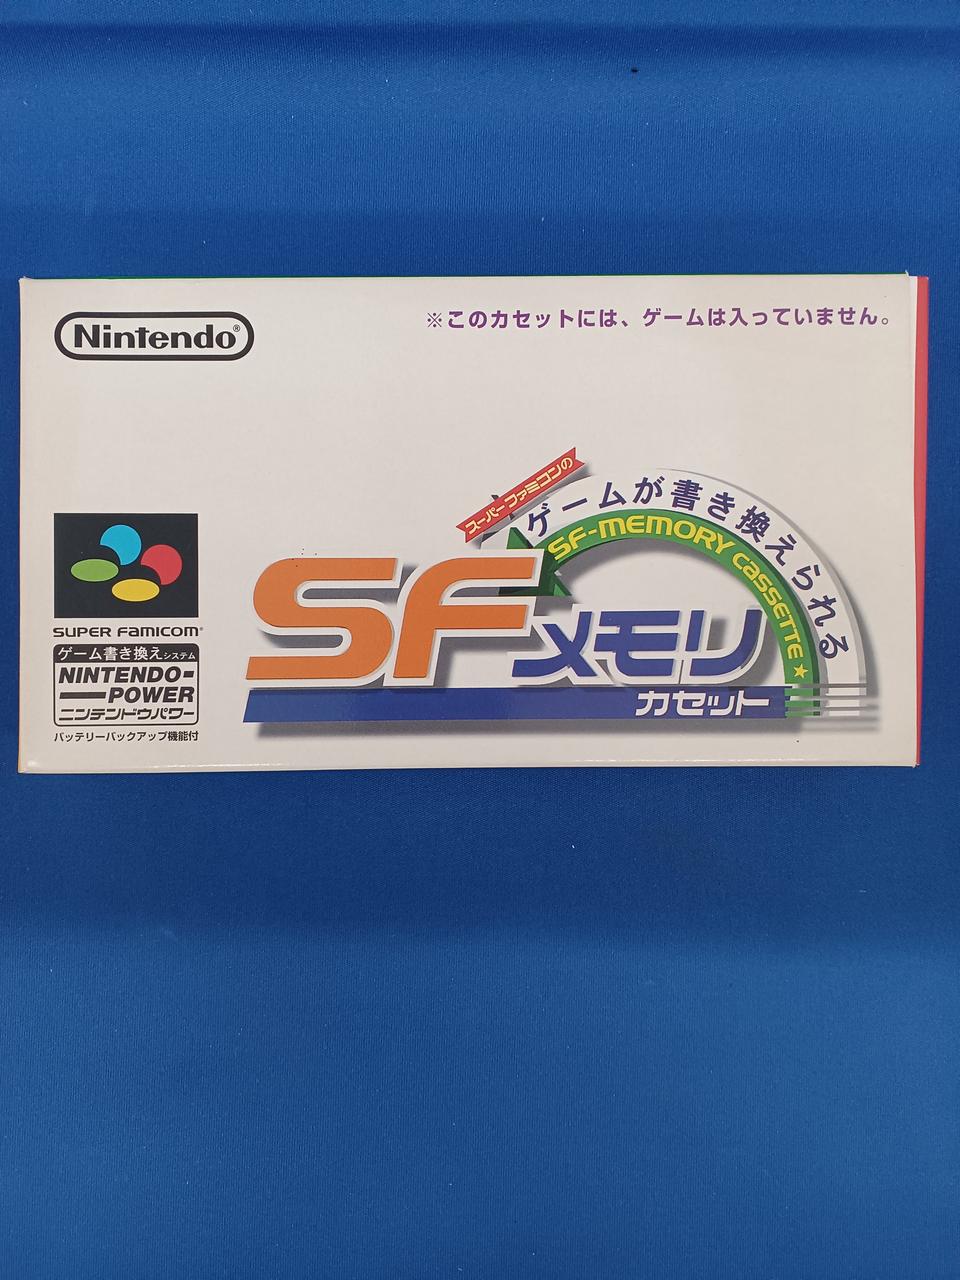 Nintendo®
※このカセットには、ゲームは入っていません。
スーパーファミコンの
ゲームが書き換えられる
SF-MEMORY CASSETTE★
SFメモリ
カセット
SUPER FAMICOM®
ゲーム書き換えシステム
NINTENDO-
POWER
ニンテンドウパワー
バッテリーバックアップ機能付